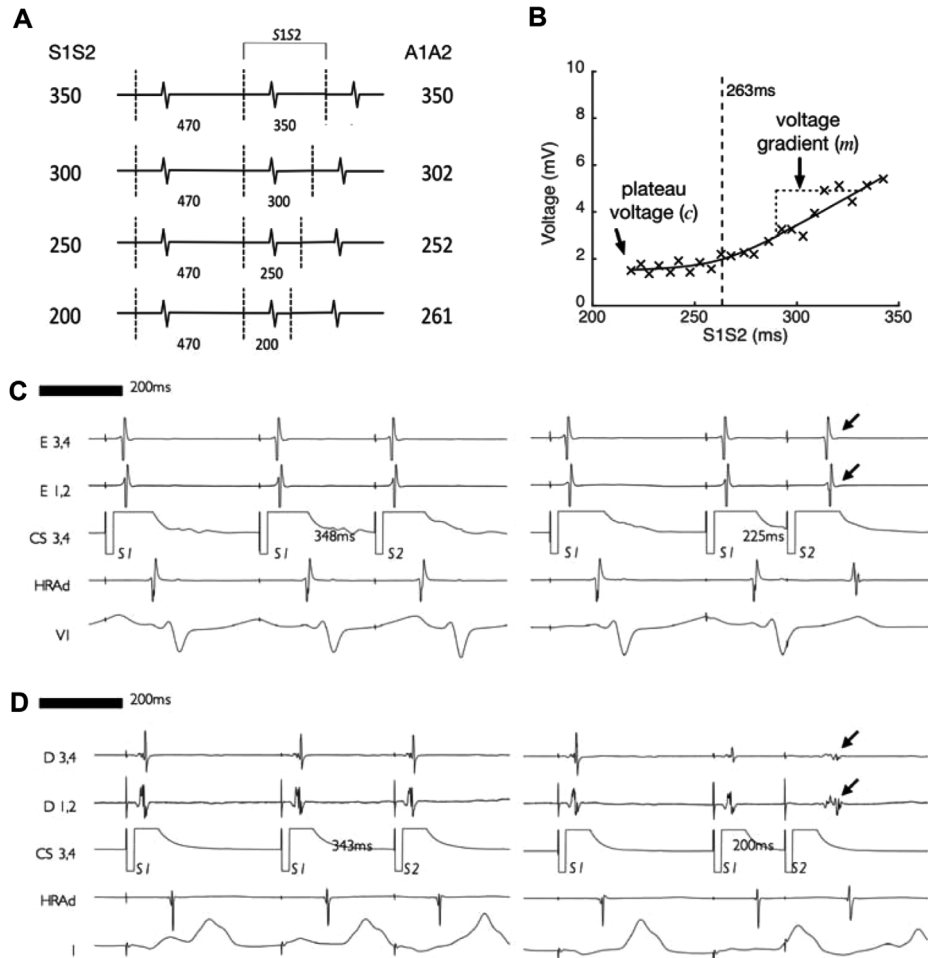 A
S1S2
S1S2
A1A2
350
350
470
350
300
302
470
300
250
252
470
250
200
261
470
200
B
10
8
6
4
2
0
Voltage (mV)
263ms
voltage
gradient (m)
plateau
voltage (c)
200
250
300
350
S1S2 (ms)
C
200ms
E 3,4
E 1,2
CS 3,4
S1
S1
348ms
S2
S1
S1
225ms
S2
HRAd
V1
D
200ms
D 3,4
D 1,2
CS 3,4
S1
S1
343ms
S2
S1
S1
200ms
S2
HRAd
I